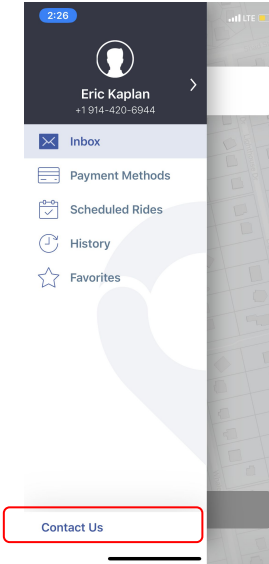 2:26
LTE
Eric Kaplan
+1 914-420-6944
Inbox
Payment Methods
Scheduled Rides
History
Favorites
Contact Us